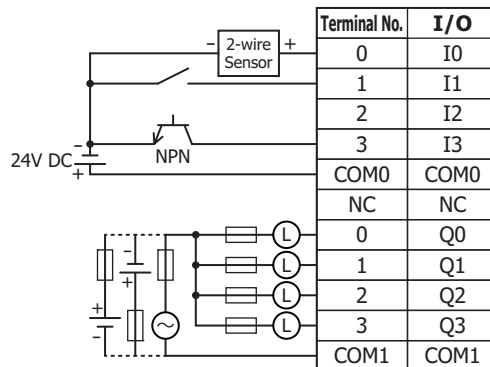 Terminal No. I/O
- 2-wire Sensor + 0 I0
1 I1
2 I2
NPN 3 I3
24V DC - + COM0 COM0
NC NC
L 0 Q0
- + L 1 Q1
L 2 Q2
+ - L 3 Q3
COM1 COM1